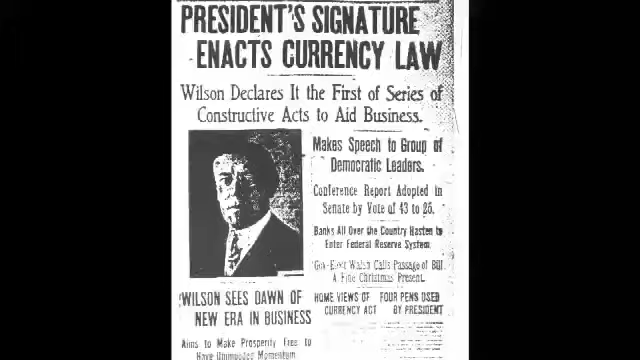 PRESIDENT'S SIGNATURE
ENACTS CURRENCY LAW
Wilson Declares It the First of Series of
Constructive Acts to Aid Business.
Makes Speech to Group of
Democratic Leaders.
Conference Report Adopted in
Senate by Vote of 43 to 25.
Banks All Over the Country Hasten to
Enter Federal Reserve System.
Gov-Elect Walsh Calls Passage of Bill
A Fine Christmas Present.
WILSON SEES DAWN OF
NEW ERA IN BUSINESS
Aims to Make Prosperity Free to
Have Unimpeded Momentum.
HOME VIEWS OF
CURRENCY ACT
FOUR PENS USED
BY PRESIDENT